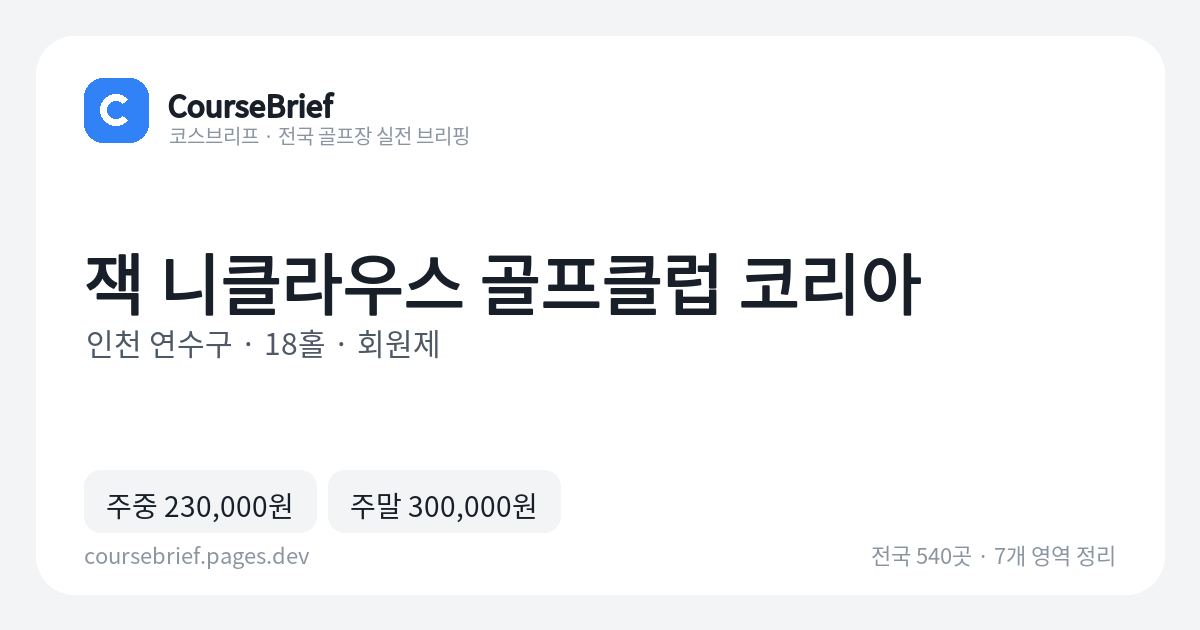 C
CourseBrief
코스브리프 · 전국 골프장 실전 브리핑
잭 니클라우스 골프클럽 코리아
인천 연수구 · 18홀 · 회원제
주중 230,000원
주말 300,000원
coursebrief.pages.dev
전국 540곳 · 7개 영역 정리